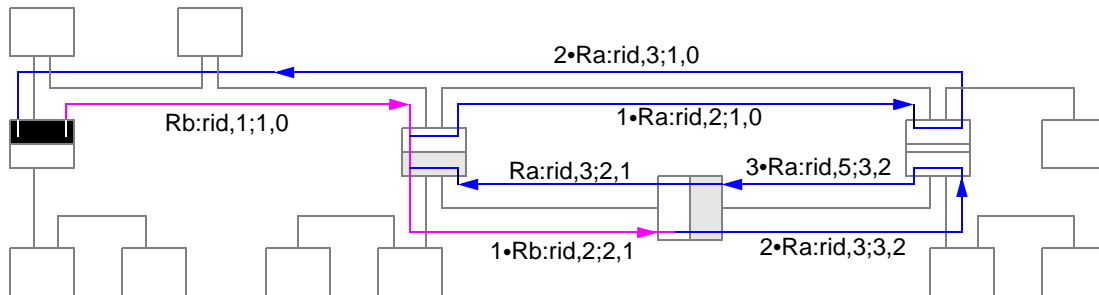 2•Ra:rid,3;1,0
Rb:rid,1;1,0
1•Ra:rid,2;1,0
Ra:rid,3;2,1
3•Ra:rid,5;3,2
1•Rb:rid,2;2,1
2•Ra:rid,3;3,2